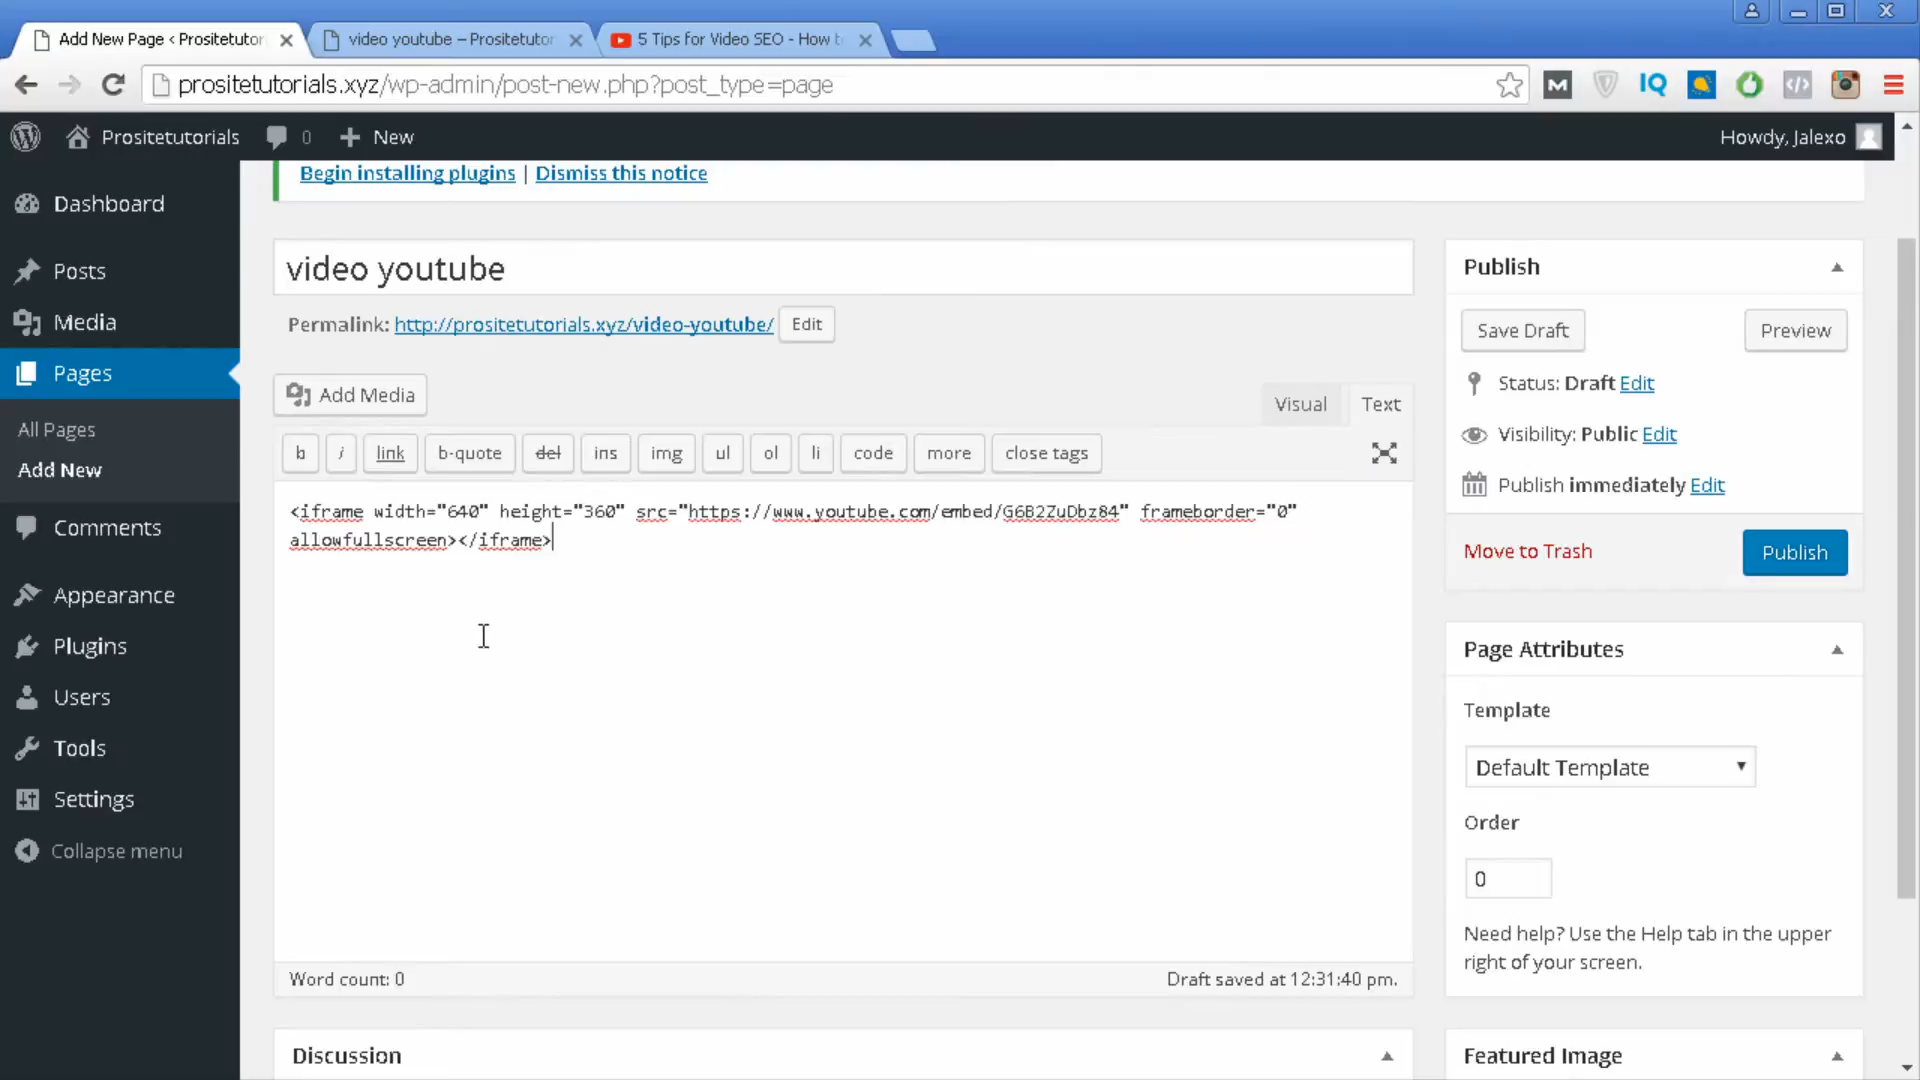 Add New Page < Prositetutor
video youtube – Prositetutor
5 Tips for Video SEO - How t
prositetutorials.xyz/wp-admin/post-new.php?post_type=page
Prositetutorials
0
New
Howdy, Jalexo
Begin installing plugins | Dismiss this notice
Dashboard
Posts
Media
Pages
All Pages
Add New
Comments
Appearance
Plugins
Users
Tools
Settings
Collapse menu
video youtube
Permalink: http://prositetutorials.xyz/video-youtube/ Edit
Add Media
Visual
Text
b
i
link
b-quote
del
ins
img
ul
ol
li
code
more
close tags
<iframe width="640" height="360" src="https://www.youtube.com/embed/G6B2ZuDbz84" frameborder="0"
allowfullscreen></iframe>
Word count: 0
Draft saved at 12:31:40 pm.
Discussion
Publish
Save Draft
Preview
Status: Draft Edit
Visibility: Public Edit
Publish immediately Edit
Move to Trash
Publish
Page Attributes
Template
Default Template
Order
0
Need help? Use the Help tab in the upper
right of your screen.
Featured Image